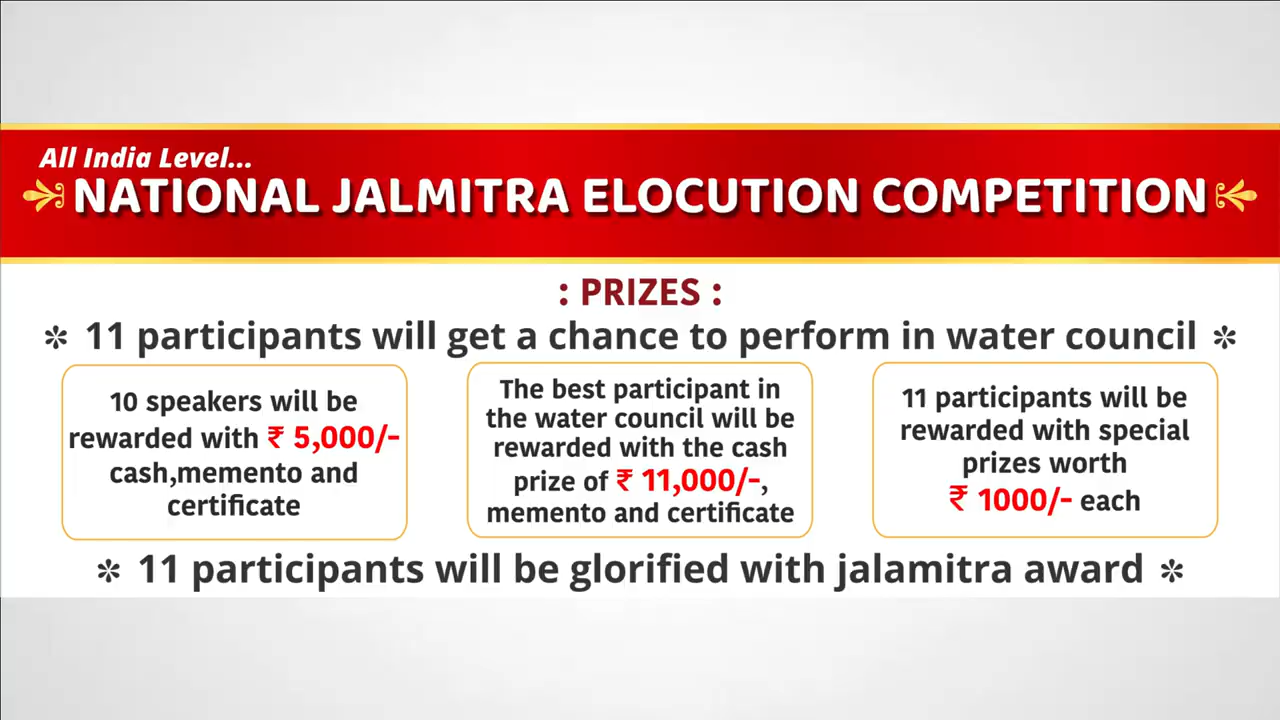 All India Level...
NATIONAL JALMITRA ELOCUTION COMPETITION
: PRIZES :
* 11 participants will get a chance to perform in water council *
10 speakers will be
rewarded with ₹ 5,000/-
cash,memento and
certificate
The best participant in
the water council will be
rewarded with the cash
prize of ₹ 11,000/-,
memento and certificate
11 participants will be
rewarded with special
prizes worth
₹ 1000/- each
* 11 participants will be glorified with jalamitra award *